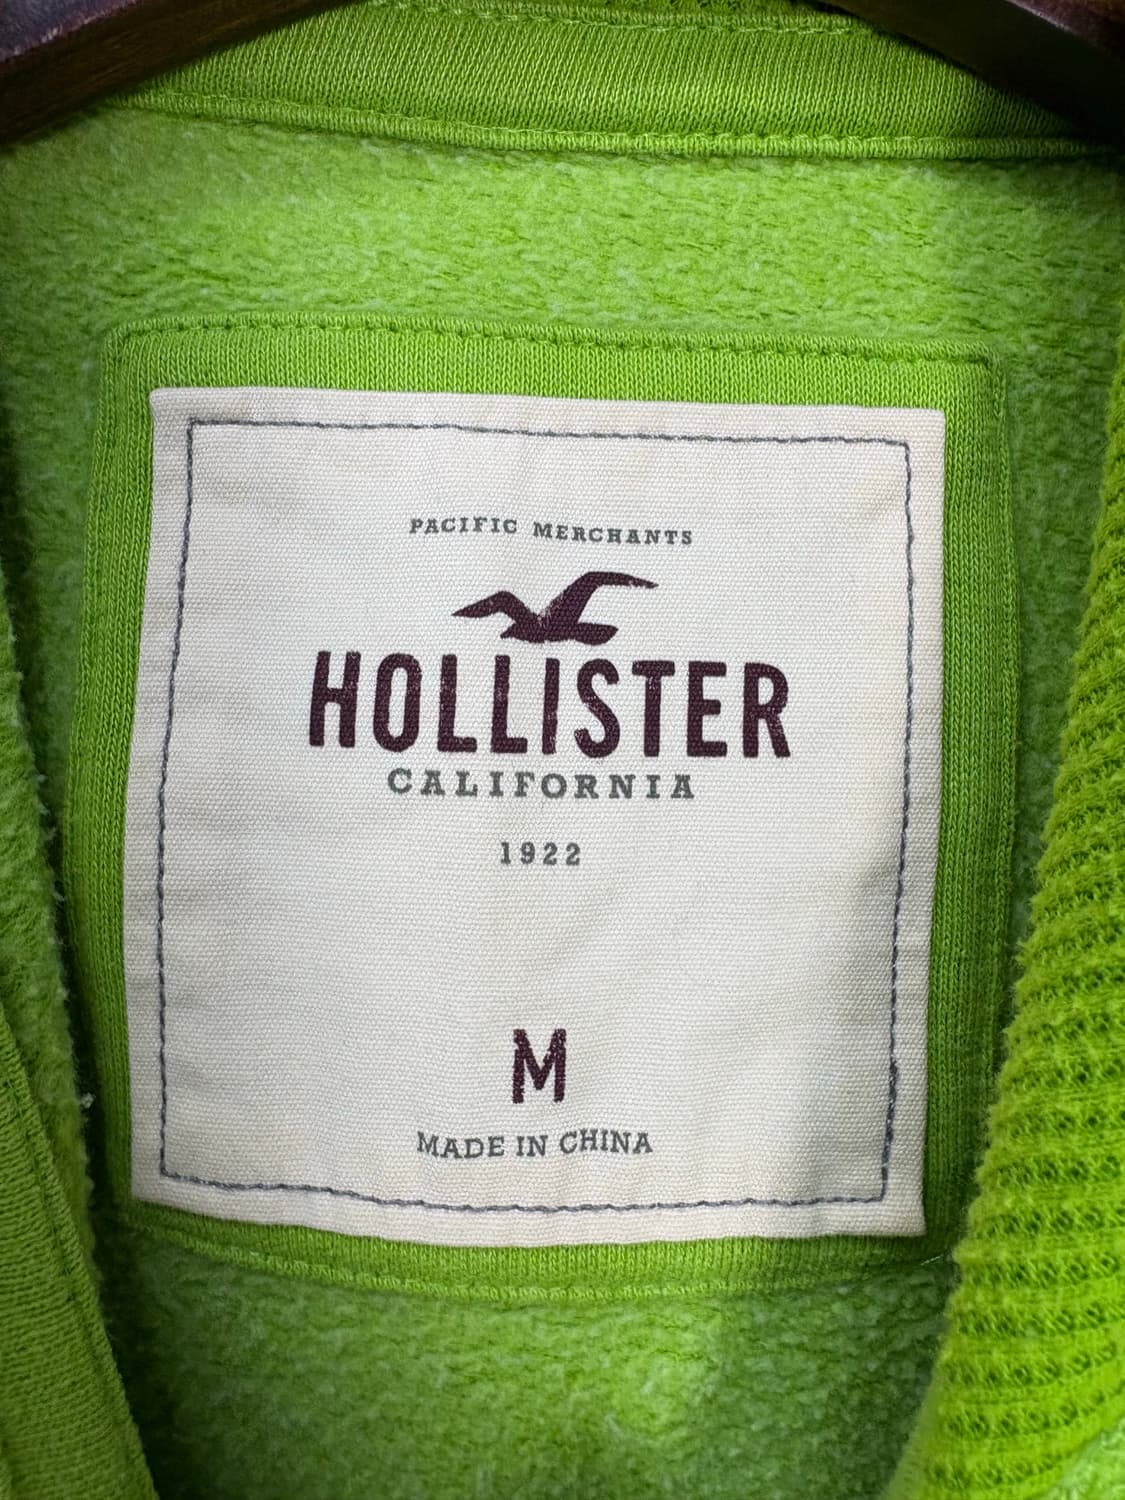 PACIFIC MERCHANTS
HOLLISTER
CALIFORNIA
1922
M
MADE IN CHINA